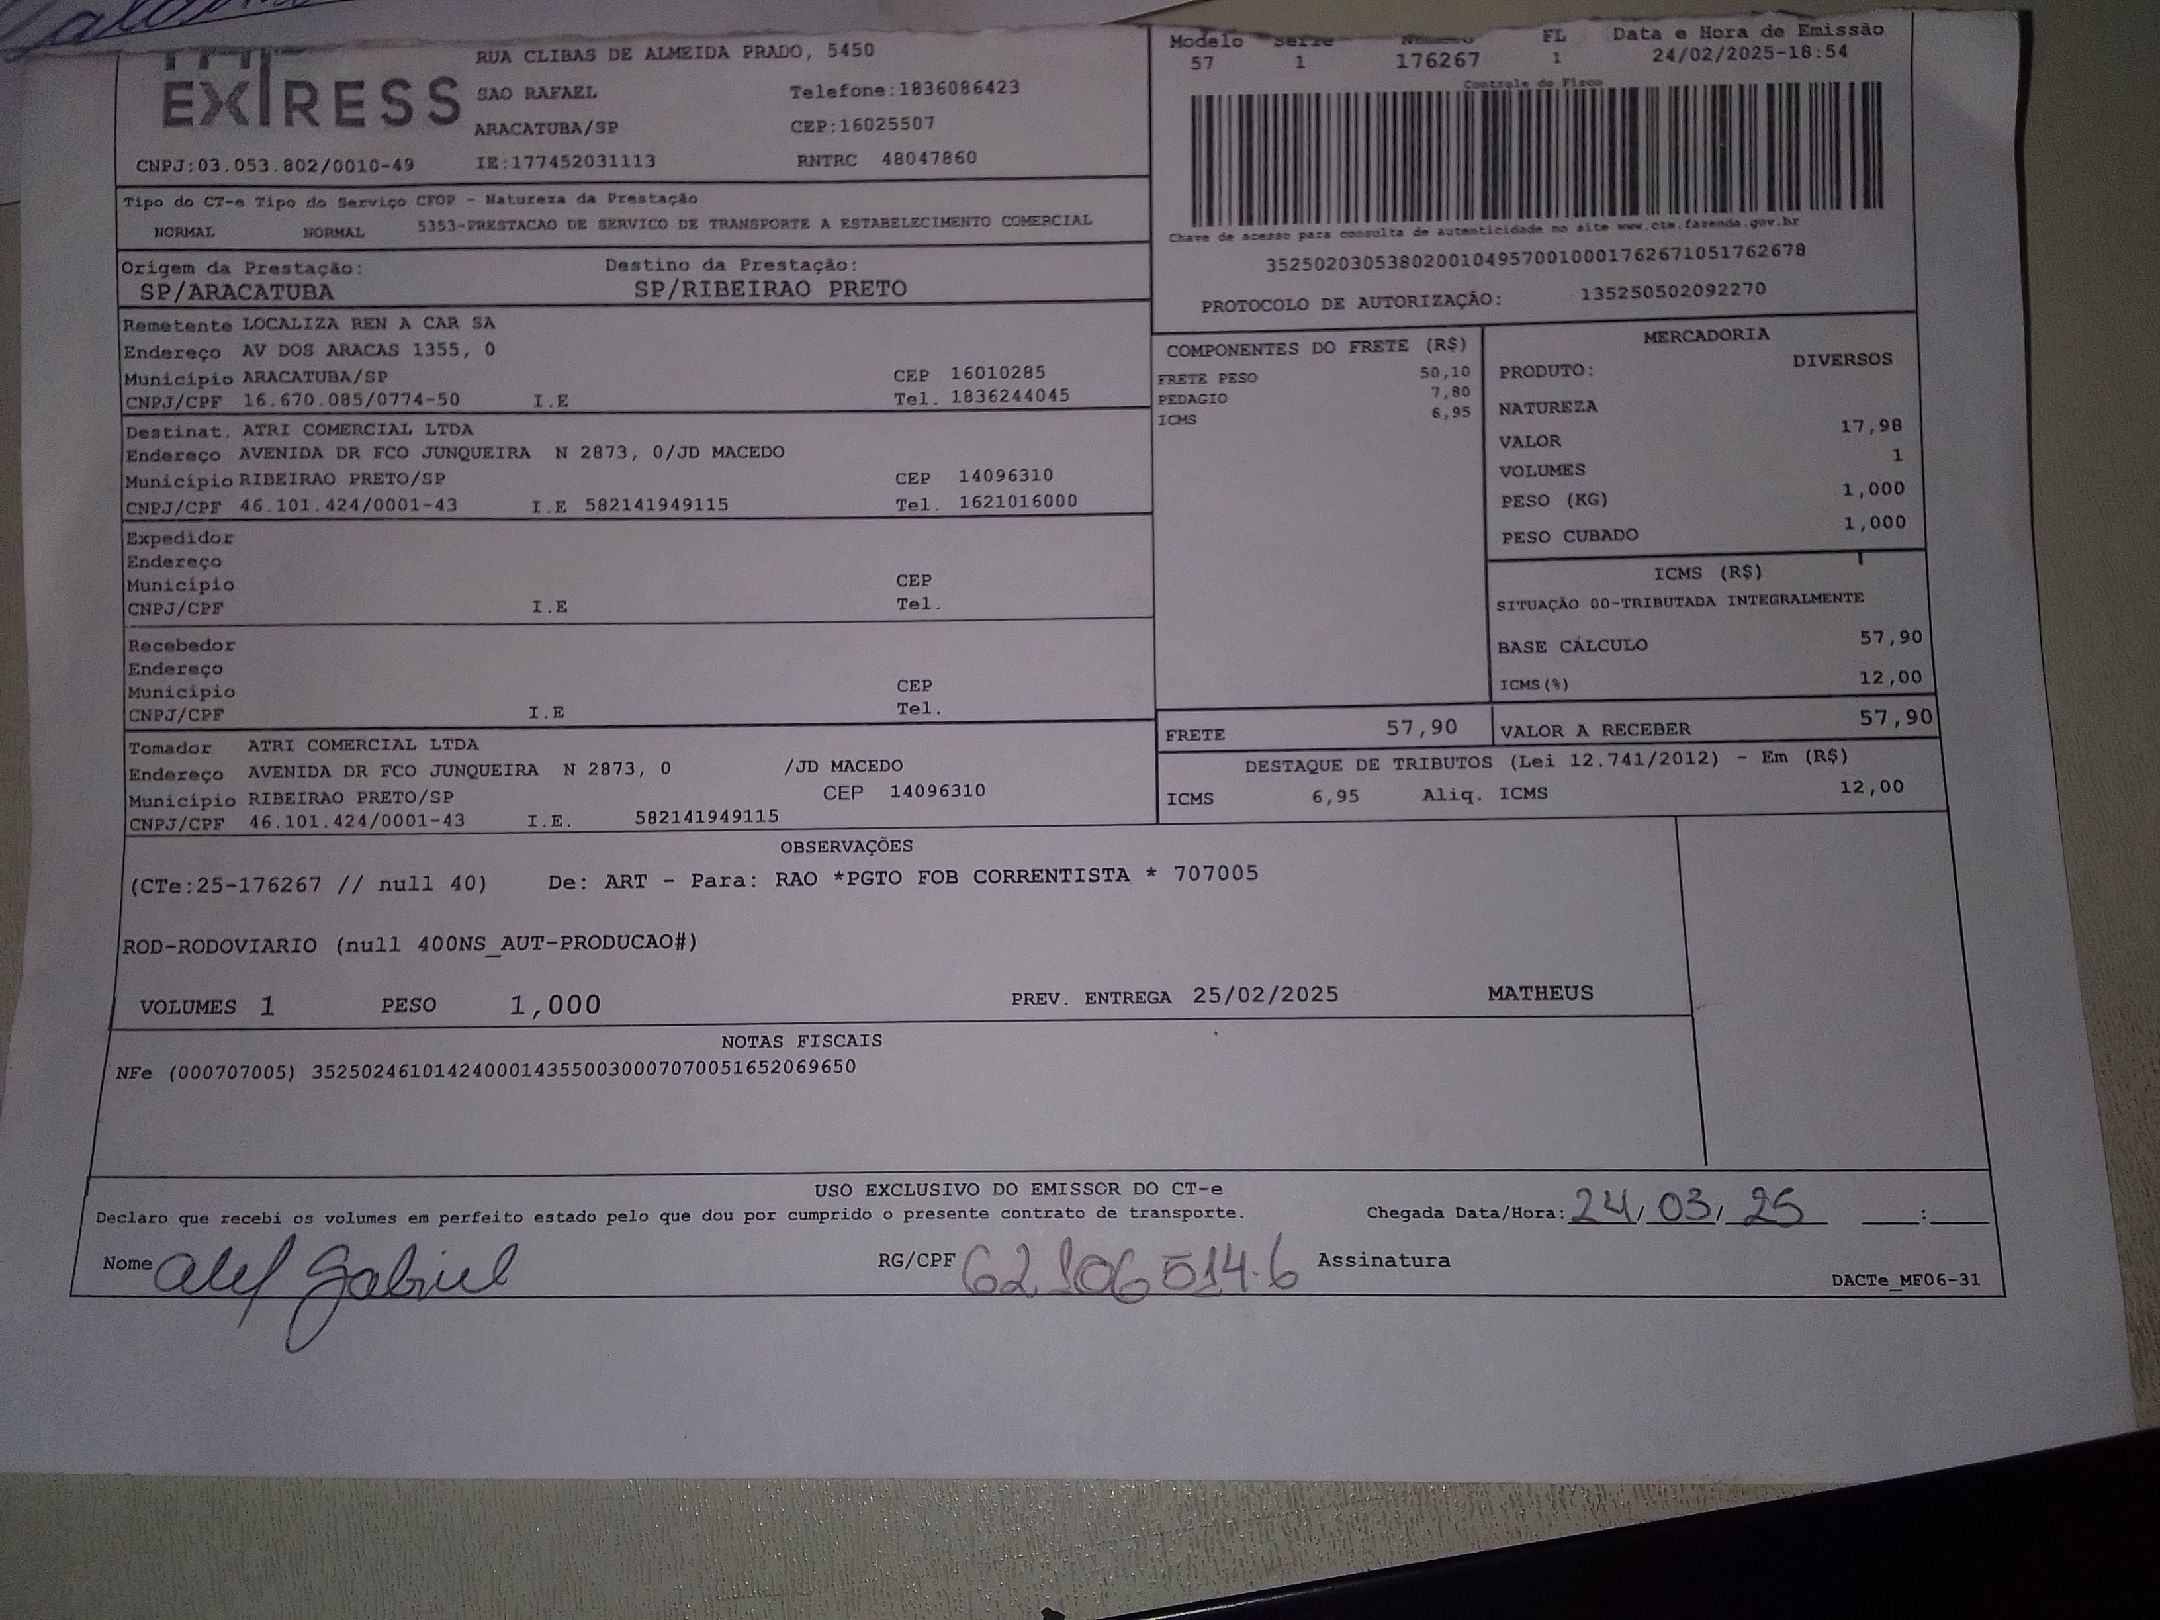 EXPRESS
RUA CLIBAS DE ALMEIDA PRADO, 5450
SAO RAFAEL Telefone:1836086423
ARACATUBA/SP CEP:16025507
CNPJ:03.053.802/0010-49 IE:177452031113 RNTRC 48047860
Modelo Serie FL Data e Hora de Emissão
57 1 176267 1 24/02/2025-18:54
Controle do Fisco
Chave de acesso para consulta de autenticidade no site www.cte.fazenda.gov.br
35250203053802001049570010001762671051762678
PROTOCOLO DE AUTORIZAÇÃO: 135250502092270
Tipo do CT-e Tipo do Serviço CFOP - Natureza da Prestação
NORMAL NORMAL 5353-PRESTACAO DE SERVICO DE TRANSPORTE A ESTABELECIMENTO COMERCIAL
Origem da Prestação: Destino da Prestação:
SP/ARACATUBA SP/RIBEIRAO PRETO
Remetente LOCALIZA REN A CAR SA
Endereço AV DOS ARACAS 1355, 0
Município ARACATUBA/SP CEP 16010285
CNPJ/CPF 16.670.085/0774-50 I.E Tel. 1836244045
Destinat. ATRI COMERCIAL LTDA
Endereço AVENIDA DR FCO JUNQUEIRA N 2873, 0/JD MACEDO
Município RIBEIRAO PRETO/SP CEP 14096310
CNPJ/CPF 46.101.424/0001-43 I.E 582141949115 Tel. 1621016000
Expedidor
Endereço
Município CEP
CNPJ/CPF I.E Tel.
Recebedor
Endereço
Município CEP
CNPJ/CPF I.E Tel.
Tomador ATRI COMERCIAL LTDA
Endereço AVENIDA DR FCO JUNQUEIRA N 2873, 0 /JD MACEDO
Município RIBEIRAO PRETO/SP CEP 14096310
CNPJ/CPF 46.101.424/0001-43 I.E. 582141949115
COMPONENTES DO FRETE (R$)
FRETE PESO 50,10
PEDAGIO 7,80
ICMS 6,95
MERCADORIA
PRODUTO: DIVERSOS
NATUREZA
VALOR 17,98
VOLUMES 1
PESO (KG) 1,000
PESO CUBADO 1,000
ICMS (R$)
SITUAÇÃO 00-TRIBUTADA INTEGRALMENTE
BASE CÁLCULO 57,90
ICMS(%) 12,00
FRETE 57,90 VALOR A RECEBER 57,90
DESTAQUE DE TRIBUTOS (Lei 12.741/2012) - Em (R$)
ICMS 6,95 Aliq. ICMS 12,00
OBSERVAÇÕES
(CTe:25-176267 // null 40) De: ART - Para: RAO *PGTO FOB CORRENTISTA * 707005
ROD-RODOVIARIO (null 400NS_AUT-PRODUCAO#)
VOLUMES 1 PESO 1,000 PREV. ENTREGA 25/02/2025 MATHEUS
NOTAS FISCAIS
NFe (000707005) 35250246101424000143550030007070051652069650
USO EXCLUSIVO DO EMISSOR DO CT-e
Declaro que recebi os volumes em perfeito estado pelo que dou por cumprido o presente contrato de transporte. Chegada Data/Hora: 24/03/25 __:__
Nome Alef Gabriel RG/CPF 62106514-6 Assinatura
DACTe_MF06-31